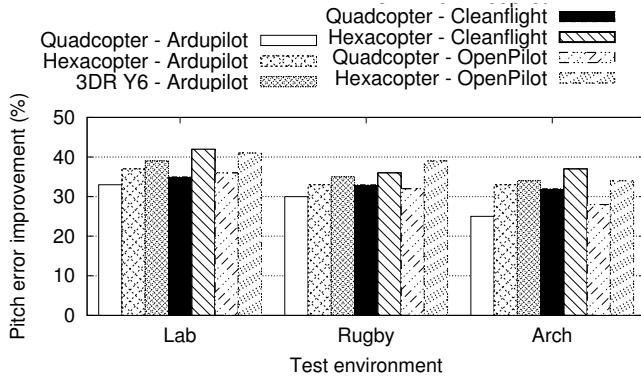 Quadcopter - Cleanflight
Quadcopter - Ardupilot
Hexacopter - Cleanflight
Hexacopter - Ardupilot
Quadcopter - OpenPilot
3DR Y6 - Ardupilot
Hexacopter - OpenPilot
Pitch error improvement (%)
50
40
30
20
10
0
Lab
Rugby
Arch
Test environment